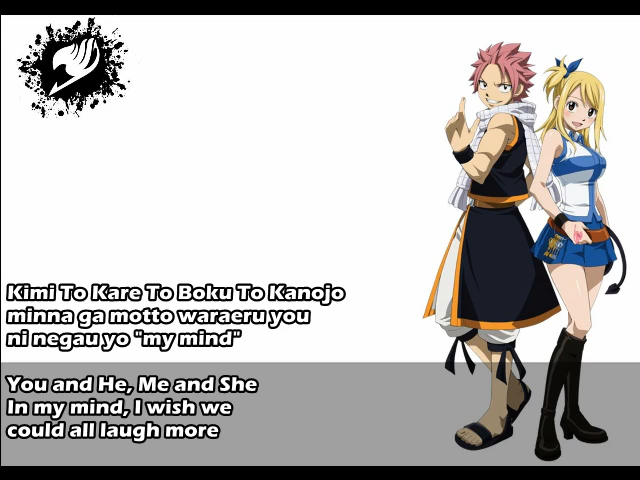 Kimi To Kare To Boku To Kanojo
minna ga motto waraeru you
ni negau yo "my mind"
You and He, Me and She
In my mind, I wish we
could all laugh more